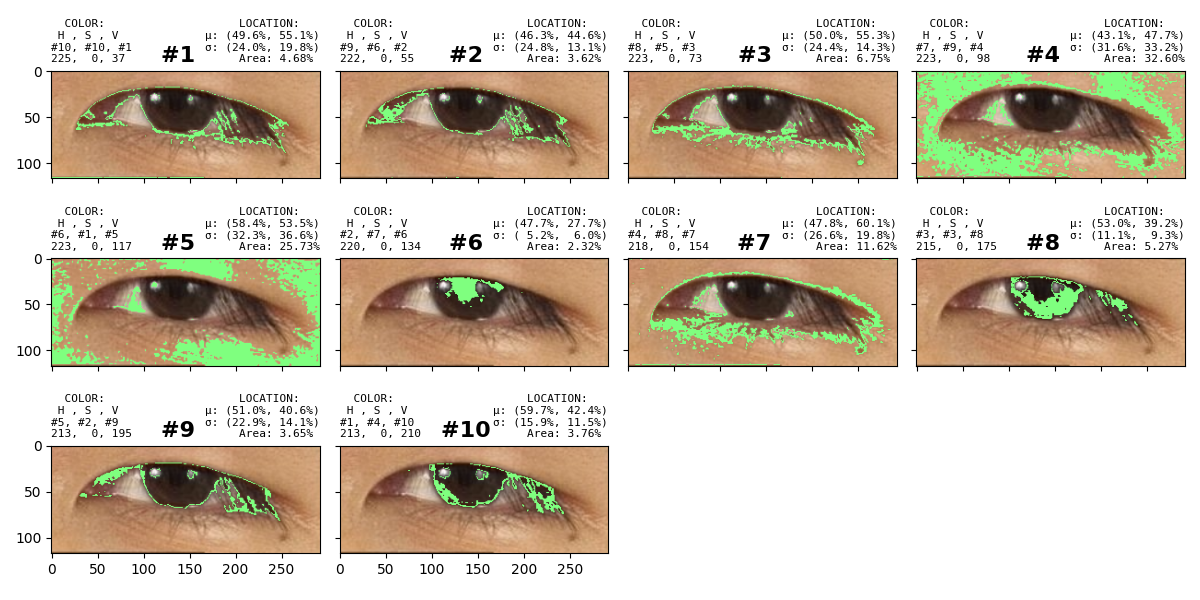 COLOR: LOCATION:
H , S , V μ: (49.6%, 55.1%)
#10, #10, #1 #1 σ: (24.0%, 19.8%)
225,  0, 37 Area: 4.68%
COLOR: LOCATION:
H , S , V μ: (46.3%, 44.6%)
#9, #6, #2 #2 σ: (24.8%, 13.1%)
222,  0, 55 Area: 3.62%
COLOR: LOCATION:
H , S , V μ: (50.0%, 55.3%)
#8, #5, #3 #3 σ: (24.4%, 14.3%)
223,  0, 73 Area: 6.75%
COLOR: LOCATION:
H , S , V μ: (43.1%, 47.7%)
#7, #9, #4 #4 σ: (31.6%, 33.2%)
223,  0, 98 Area: 32.60%
0
50
100
COLOR: LOCATION:
H , S , V μ: (58.4%, 53.5%)
#6, #1, #5 #5 σ: (32.3%, 36.6%)
223,  0, 117 Area: 25.73%
COLOR: LOCATION:
H , S , V μ: (47.7%, 27.7%)
#2, #7, #6 #6 σ: ( 5.2%,  6.0%)
220,  0, 134 Area: 2.32%
COLOR: LOCATION:
H , S , V μ: (47.8%, 60.1%)
#4, #8, #7 #7 σ: (26.6%, 19.8%)
218,  0, 154 Area: 11.62%
COLOR: LOCATION:
H , S , V μ: (53.0%, 39.2%)
#3, #3, #8 #8 σ: (11.1%,  9.3%)
215,  0, 175 Area: 5.27%
0
50
100
COLOR: LOCATION:
H , S , V μ: (51.0%, 40.6%)
#5, #2, #9 #9 σ: (22.9%, 14.1%)
213,  0, 195 Area: 3.65%
COLOR: LOCATION:
H , S , V μ: (59.7%, 42.4%)
#1, #4, #10 #10 σ: (15.9%, 11.5%)
213,  0, 210 Area: 3.76%
0
50
100
0 50 100 150 200 250
0 50 100 150 200 250